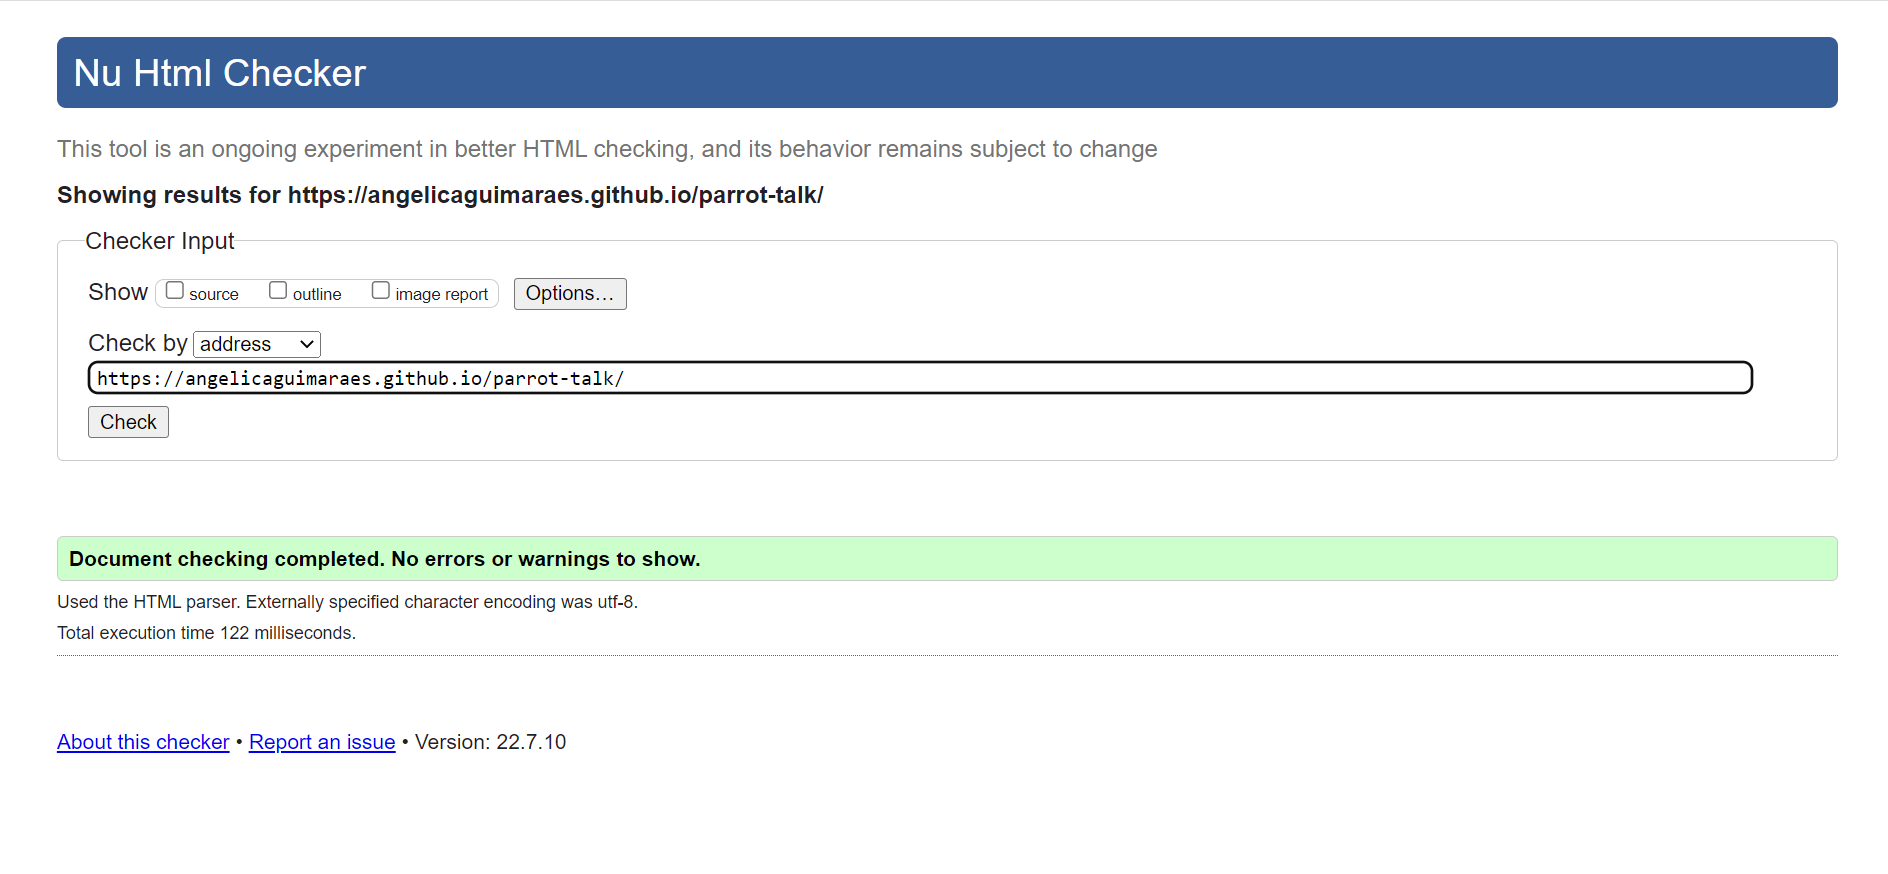 Nu Html Checker
This tool is an ongoing experiment in better HTML checking, and its behavior remains subject to change
Showing results for https://angelicaguimaraes.github.io/parrot-talk/
Checker Input
Show source outline image report Options...
Check by address
https://angelicaguimaraes.github.io/parrot-talk/
Check
Document checking completed. No errors or warnings to show.
Used the HTML parser. Externally specified character encoding was utf-8.
Total execution time 122 milliseconds.
About this checker • Report an issue • Version: 22.7.10